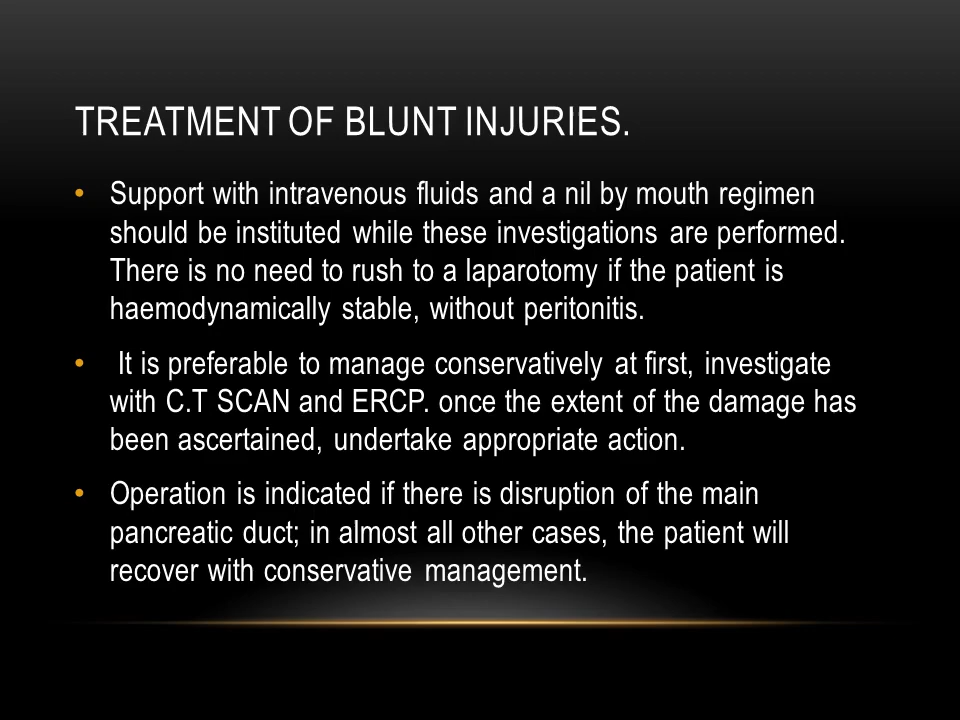 TREATMENT OF BLUNT INJURIES.
• Support with intravenous fluids and a nil by mouth regimen
should be instituted while these investigations are performed.
There is no need to rush to a laparotomy if the patient is
haemodynamically stable, without peritonitis.
• It is preferable to manage conservatively at first, investigate
with C.T SCAN and ERCP. once the extent of the damage has
been ascertained, undertake appropriate action.
• Operation is indicated if there is disruption of the main
pancreatic duct; in almost all other cases, the patient will
recover with conservative management.